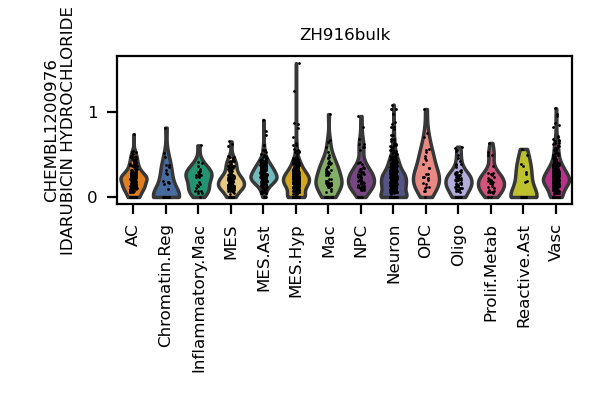 ZH916bulk
CHEMBL1200976
IDARUBICIN HYDROCHLORIDE
1
0
AC
Chromatin.Reg
Inflammatory.Mac
MES
MES.Ast
MES.Hyp
Mac
NPC
Neuron
OPC
Oligo
Prolif.Metab
Reactive.Ast
Vasc